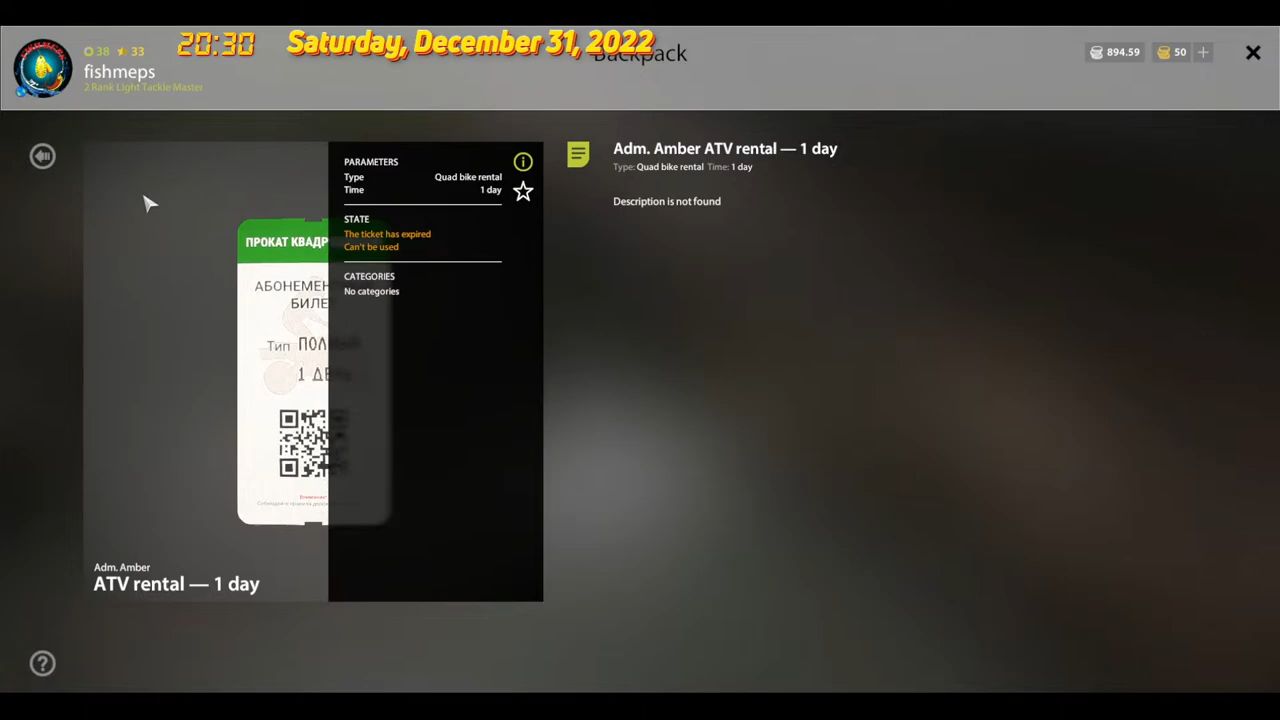 38 33
20:30
Saturday, December 31, 2022
Backpack
fishmeps
2 Rank Light Tackle Master
894.59
50
PARAMETERS
Type Quad bike rental
Time 1 day
STATE
The ticket has expired
Can't be used
CATEGORIES
No categories
ПРОКАТ КВАДР
АБОНЕМЕН
БИЛЕ
Тип ПОЛНЫЙ
1 ДЕНЬ
Adm. Amber
ATV rental — 1 day
Adm. Amber ATV rental — 1 day
Type: Quad bike rental Time: 1 day
Description is not found